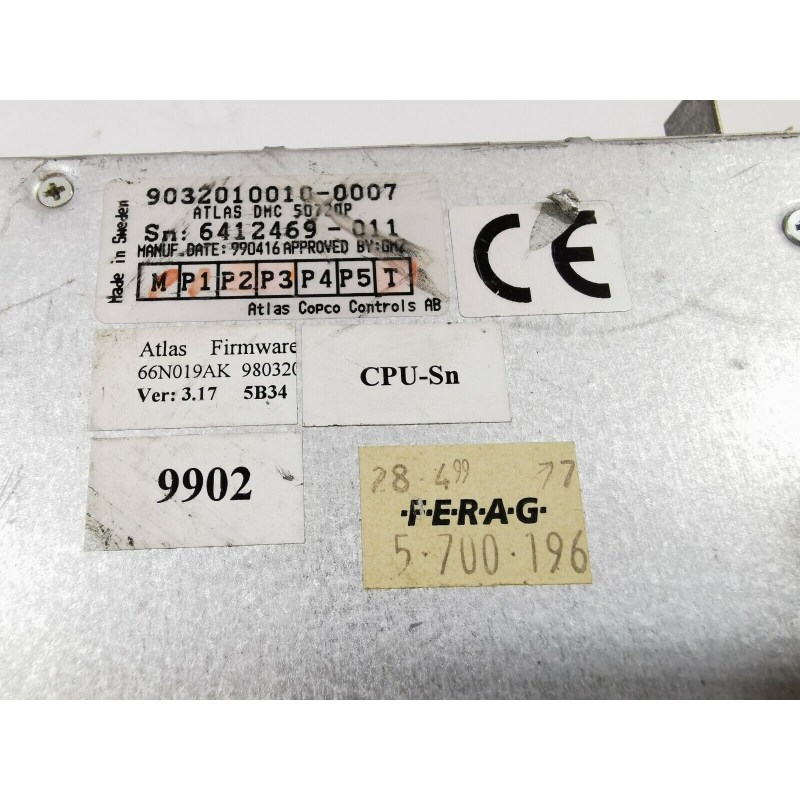 Made in Sweden
9032010010-0007
ATLAS DMC 50720P
Sn: 6412469-011
MANUF.DATE: 990416 APPROVED BY:
M P1 P2 P3 P4 P5 T
Atlas Copco Controls AB
CE
Atlas Firmware
66N019AK 980320
Ver: 3.17 5B34
CPU-Sn
9902
28.4 99 77
·F·E·R·A·G·
5·700·196